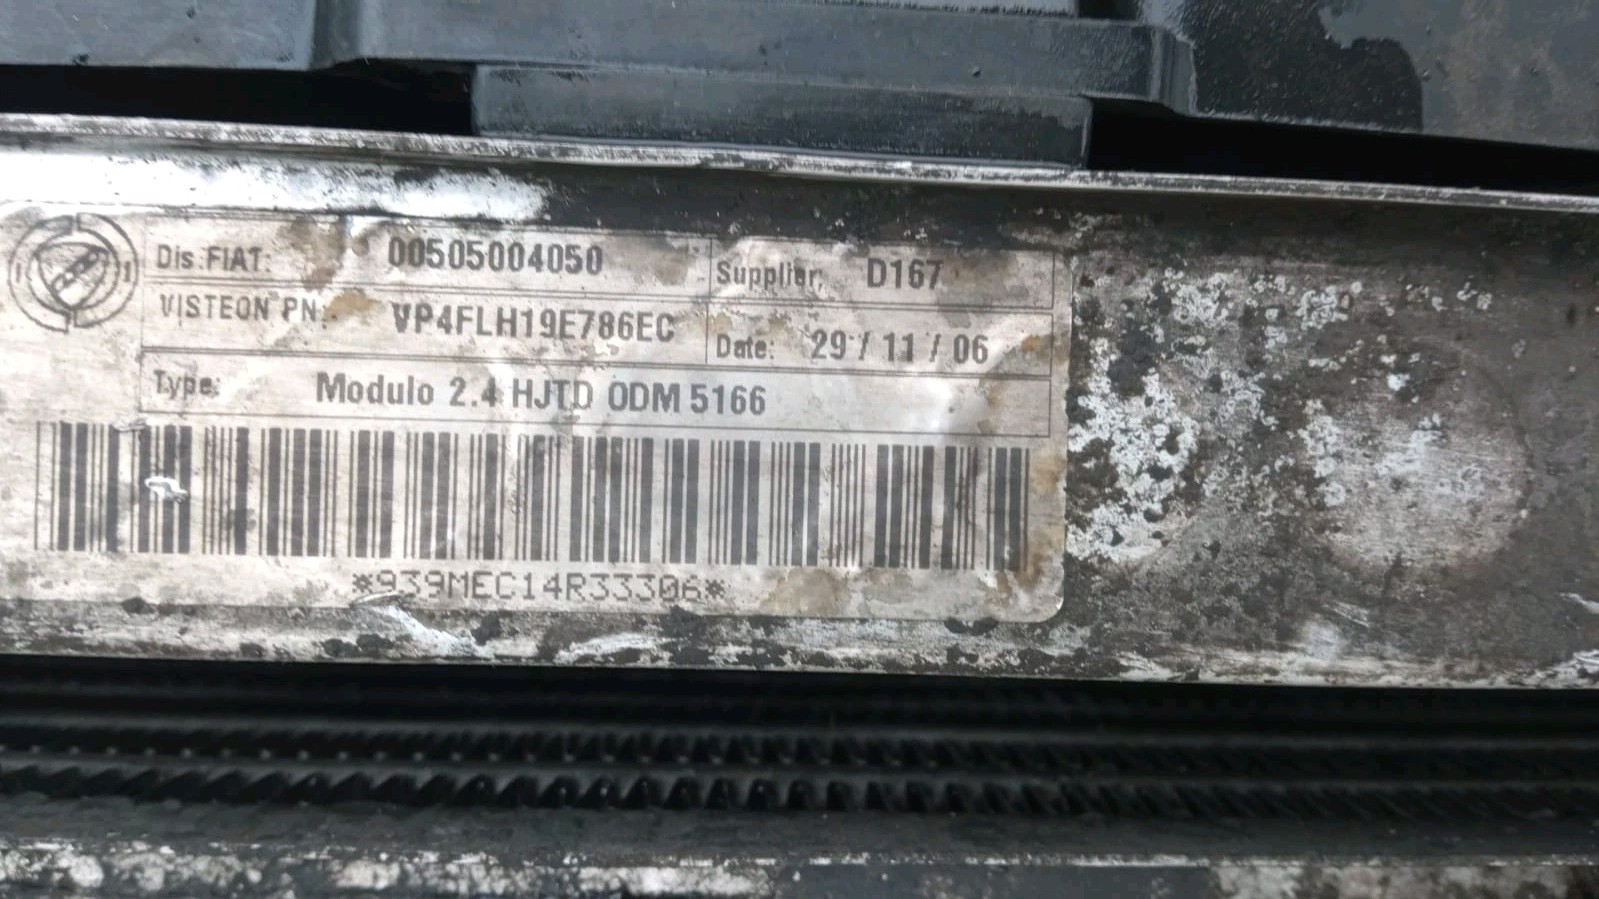 Dis.FIAT: 00505004050 Supplier: D167
VISTEON PN: VP4FLH19E786EC Date: 29 / 11 / 06
Type: Modulo 2.4 HJTD ODM 5166
*939MEC14R33306*